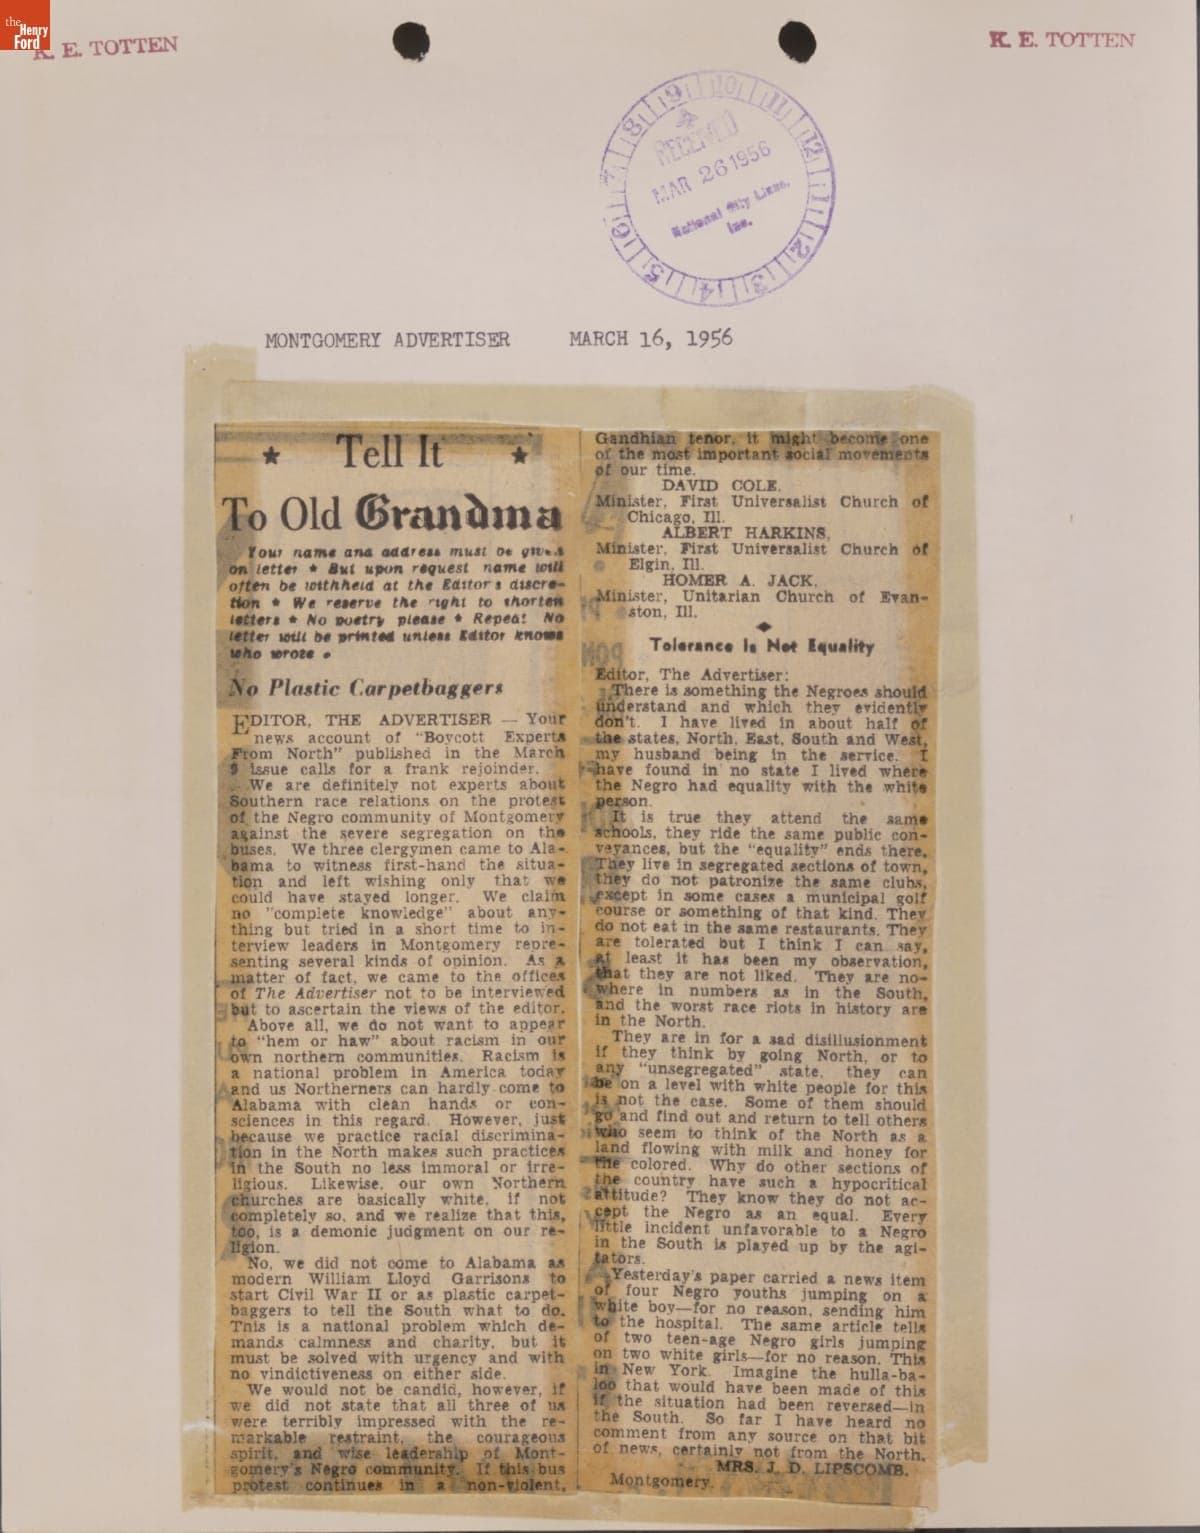 the
Henry
Ford
K. E. TOTTEN
K. E. TOTTEN
8 9 10 11 12 1 2 3 4 5 6 7
RECEIVED
MAR 26 1956
National City Lines,
Inc.
MONTGOMERY ADVERTISER MARCH 16, 1956
★ Tell It ★
To Old Grandma
Your name and address must be given
on letter ★ But upon request name will
often be withheld at the Editor's discre-
tion ★ We reserve the right to shorten
letters ★ No poetry please ★ Repeat No
letter will be printed unless Editor knows
who wrote •
No Plastic Carpetbaggers
EDITOR, THE ADVERTISER — Your
news account of "Boycott Experts
From North" published in the March
9 issue calls for a frank rejoinder.
We are definitely not experts about
Southern race relations on the protest
of the Negro community of Montgomery
against the severe segregation on the
buses. We three clergymen came to Ala-
bama to witness first-hand the situa-
tion and left wishing only that we
could have stayed longer. We claim
no "complete knowledge" about any-
thing but tried in a short time to in-
terview leaders in Montgomery repre-
senting several kinds of opinion. As a
matter of fact, we came to the offices
of The Advertiser not to be interviewed
but to ascertain the views of the editor.
Above all, we do not want to appear
to "hem or haw" about racism in our
own northern communities. Racism is
a national problem in America today
and us Northerners can hardly come to
Alabama with clean hands or con-
sciences in this regard. However, just
because we practice racial discrimina-
tion in the North makes such practices
in the South no less immoral or irre-
ligious. Likewise, our own Northern
churches are basically white, if not
completely so, and we realize that this,
too, is a demonic judgment on our re-
ligion.
No, we did not come to Alabama as
modern William Lloyd Garrisons to
start Civil War II or as plastic carpet-
baggers to tell the South what to do.
This is a national problem which de-
mands calmness and charity, but it
must be solved with urgency and with
no vindictiveness on either side.
We would not be candid, however, if
we did not state that all three of us
were terribly impressed with the re-
markable restraint, the courageous
spirit, and wise leadership of Mont-
gomery's Negro community. If this bus
protest continues in a non-violent,
Gandhian tenor, it might become one
of the most important social movements
of our time.
DAVID COLE,
Minister, First Universalist Church of
Chicago, Ill.
ALBERT HARKINS,
Minister, First Universalist Church of
Elgin, Ill.
HOMER A. JACK,
Minister, Unitarian Church of Evan-
ston, Ill.
Tolerance Is Not Equality
Editor, The Advertiser:
There is something the Negroes should
understand and which they evidently
don't. I have lived in about half of
the states, North, East, South and West,
my husband being in the service. I
have found in no state I lived where
the Negro had equality with the white
person.
It is true they attend the same
schools, they ride the same public con-
veyances, but the "equality" ends there.
They live in segregated sections of town,
they do not patronize the same clubs,
except in some cases a municipal golf
course or something of that kind. They
do not eat in the same restaurants. They
are tolerated but I think I can say,
at least it has been my observation,
that they are not liked. They are no-
where in numbers as in the South,
and the worst race riots in history are
in the North.
They are in for a sad disillusionment
if they think by going North, or to
any "unsegregated" state, they can
be on a level with white people for this
is not the case. Some of them should
go and find out and return to tell others
who seem to think of the North as a
land flowing with milk and honey for
the colored. Why do other sections of
the country have such a hypocritical
attitude? They know they do not ac-
cept the Negro as an equal. Every
little incident unfavorable to a Negro
in the South is played up by the agi-
tators.
Yesterday's paper carried a news item
of four Negro youths jumping on a
white boy—for no reason, sending him
to the hospital. The same article tells
of two teen-age Negro girls jumping
on two white girls—for no reason. This
in New York. Imagine the hulla-ba-
loo that would have been made of this
if the situation had been reversed—in
the South. So far I have heard no
comment from any source on that bit
of news, certainly not from the North.
MRS. J. D. LIPSCOMB.
Montgomery.